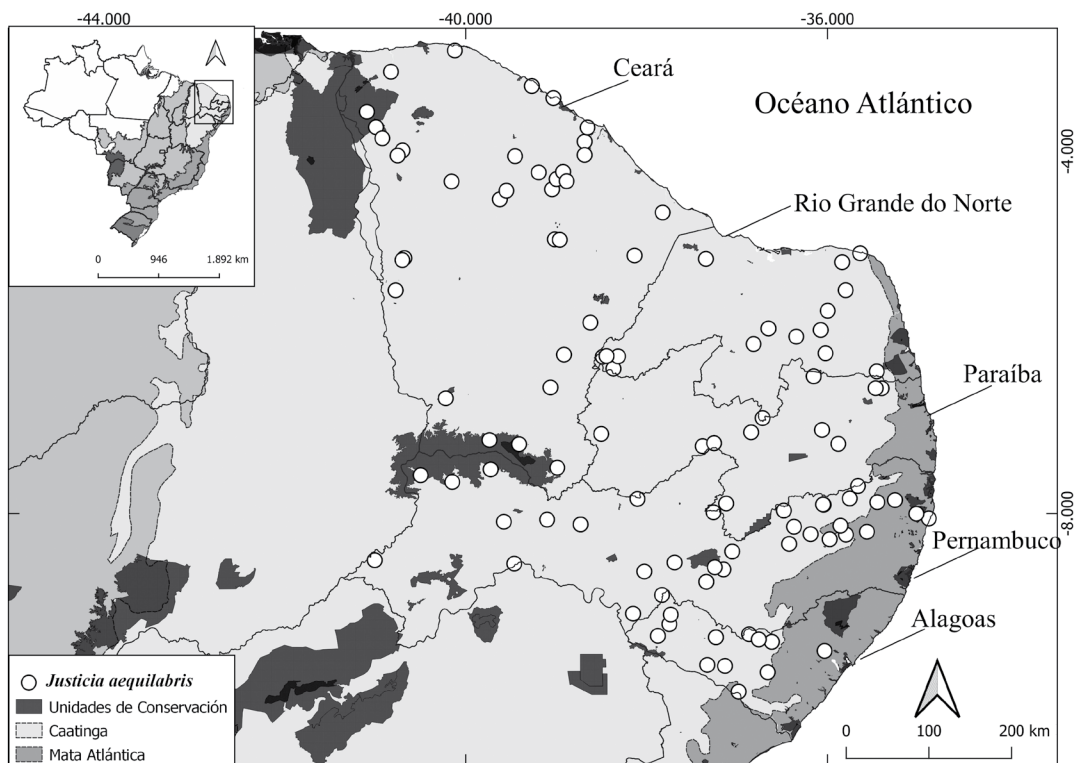 -44.000
-40.000
-36.000
Ceará
Océano Atlántico
-4.000
Rio Grande do Norte
0 946 1.892 km
Paraíba
-8.000
Pernambuco
Alagoas
Justicia aequilabris
Unidades de Conservación
Caatinga
Mata Atlántica
0 100 200 km